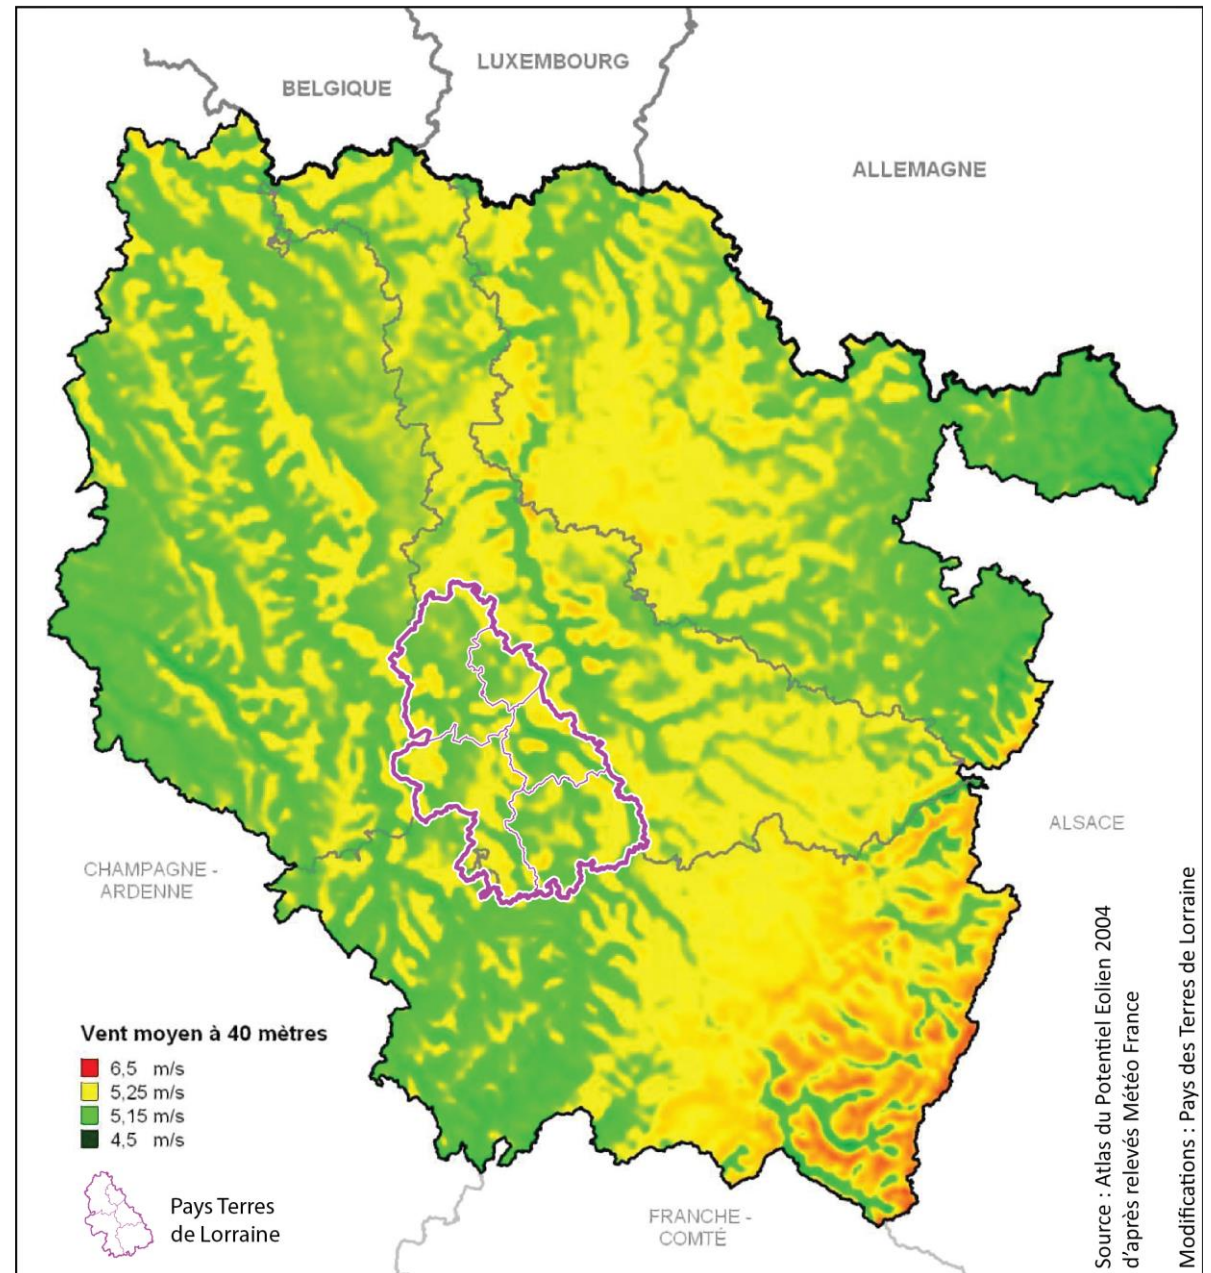 BELGIQUE
LUXEMBOURG
ALLEMAGNE
ALSACE
CHAMPAGNE -
ARDENNE
FRANCHE -
COMTÉ
Vent moyen à 40 mètres
6,5 m/s
5,25 m/s
5,15 m/s
4,5 m/s
Pays Terres
de Lorraine
Source : Atlas du Potentiel Eolien 2004
d'après relevés Météo France
Modifications : Pays des Terres de Lorraine